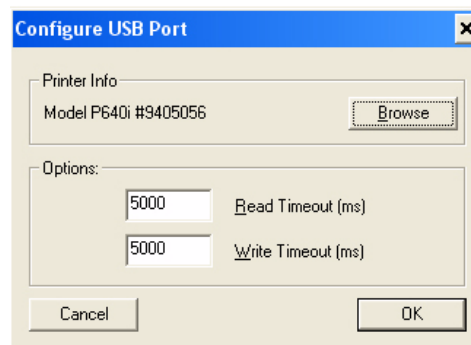 Configure USB Port
Printer Info
Model P640i #9405056
Browse
Options:
5000 Read Timeout (ms)
5000 Write Timeout (ms)
Cancel OK